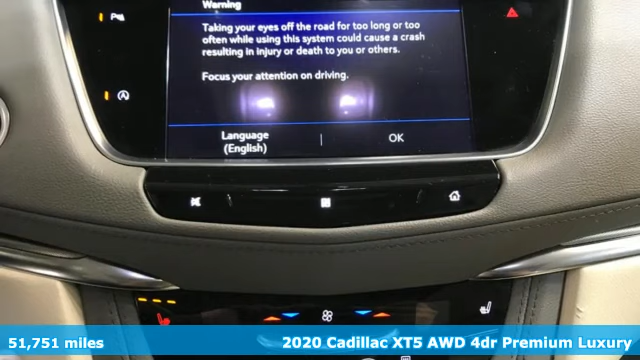 Warning
Taking your eyes off the road for too long or too
often while using this system could cause a crash
resulting in injury or death to you or others.
Focus your attention on driving.
Language
(English)
OK
51,751 miles
2020 Cadillac XT5 AWD 4dr Premium Luxury